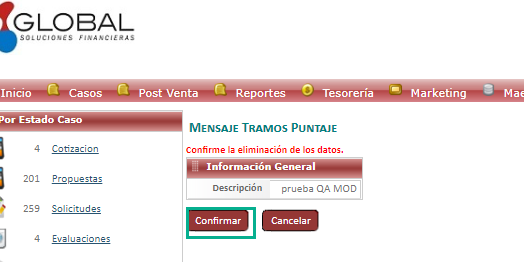 GLOBAL
SOLUCIONES FINANCIERAS
Inicio Casos Post Venta Reportes Tesorería Marketing Mae
Por Estado Caso
4 Cotizacion
201 Propuestas
259 Solicitudes
4 Evaluaciones
Mensaje Tramos Puntaje
Confirme la eliminación de los datos.
Información General
Descripción prueba QA MOD
Confirmar Cancelar